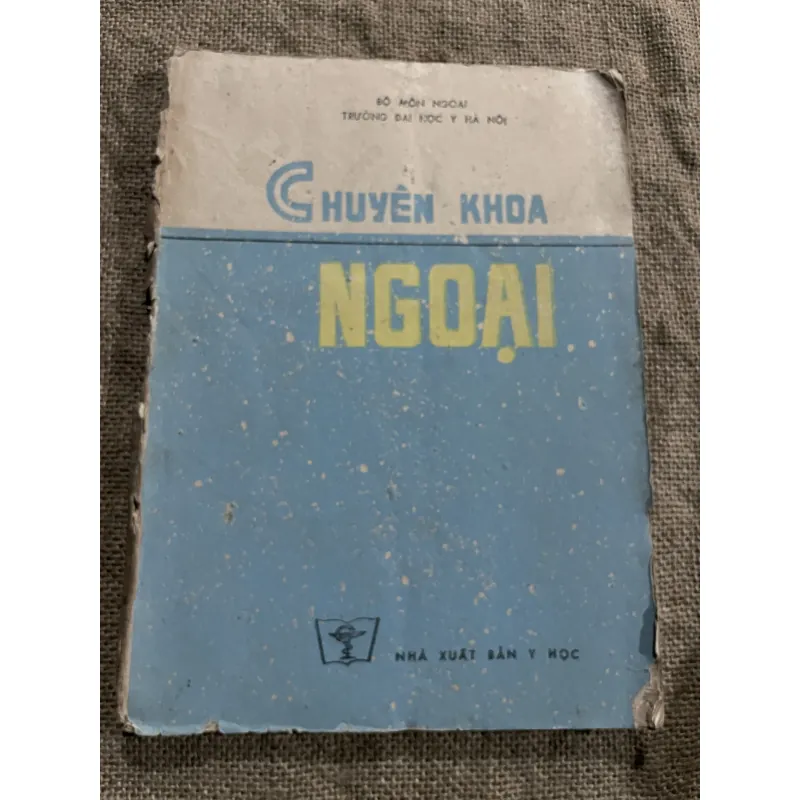 BỘ MÔN NGOẠI
TRƯỜNG ĐẠI HỌC Y HÀ NỘI
CHUYÊN KHOA
NGOẠI
NHÀ XUẤT BẢN Y HỌC